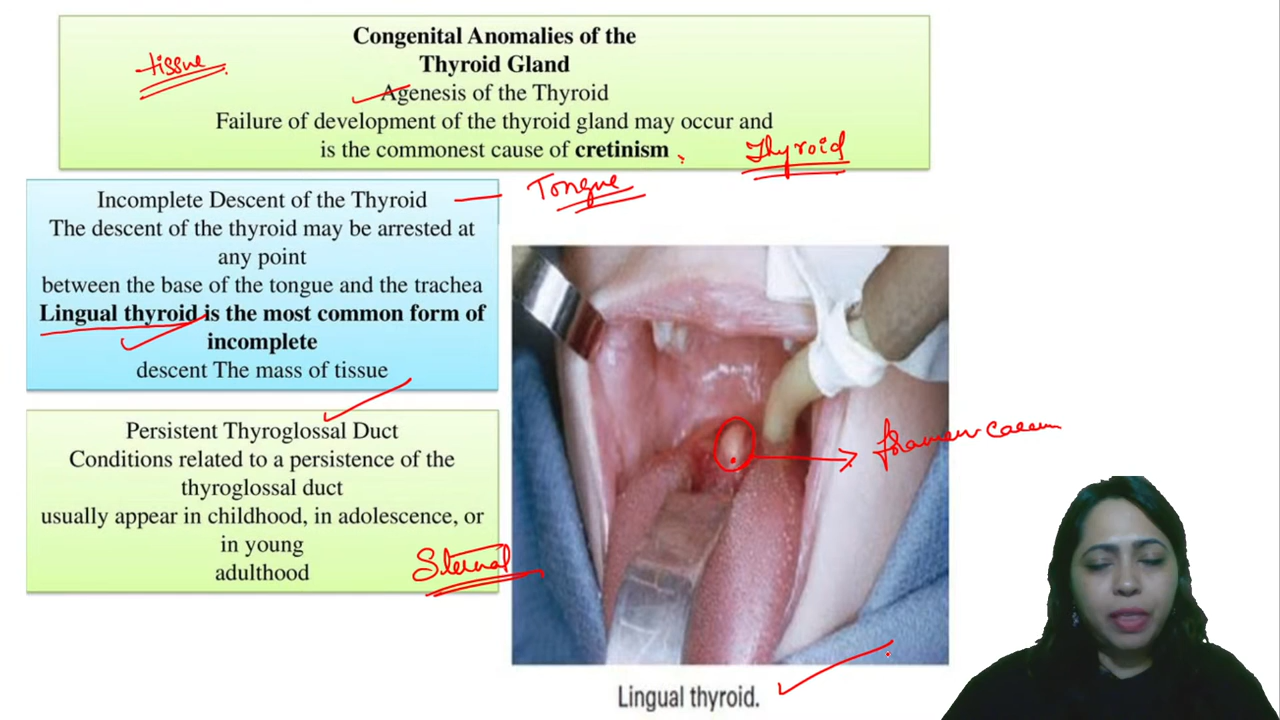 Congenital Anomalies of the
Thyroid Gland
tissue
Agenesis of the Thyroid
Failure of development of the thyroid gland may occur and
is the commonest cause of cretinism
Thyroid
Incomplete Descent of the Thyroid
Tongue
The descent of the thyroid may be arrested at
any point
between the base of the tongue and the trachea
Lingual thyroid is the most common form of
incomplete
descent The mass of tissue
Persistent Thyroglossal Duct
Conditions related to a persistence of the
thyroglossal duct
usually appear in childhood, in adolescence, or
in young
adulthood
Sternal
Lingual thyroid.